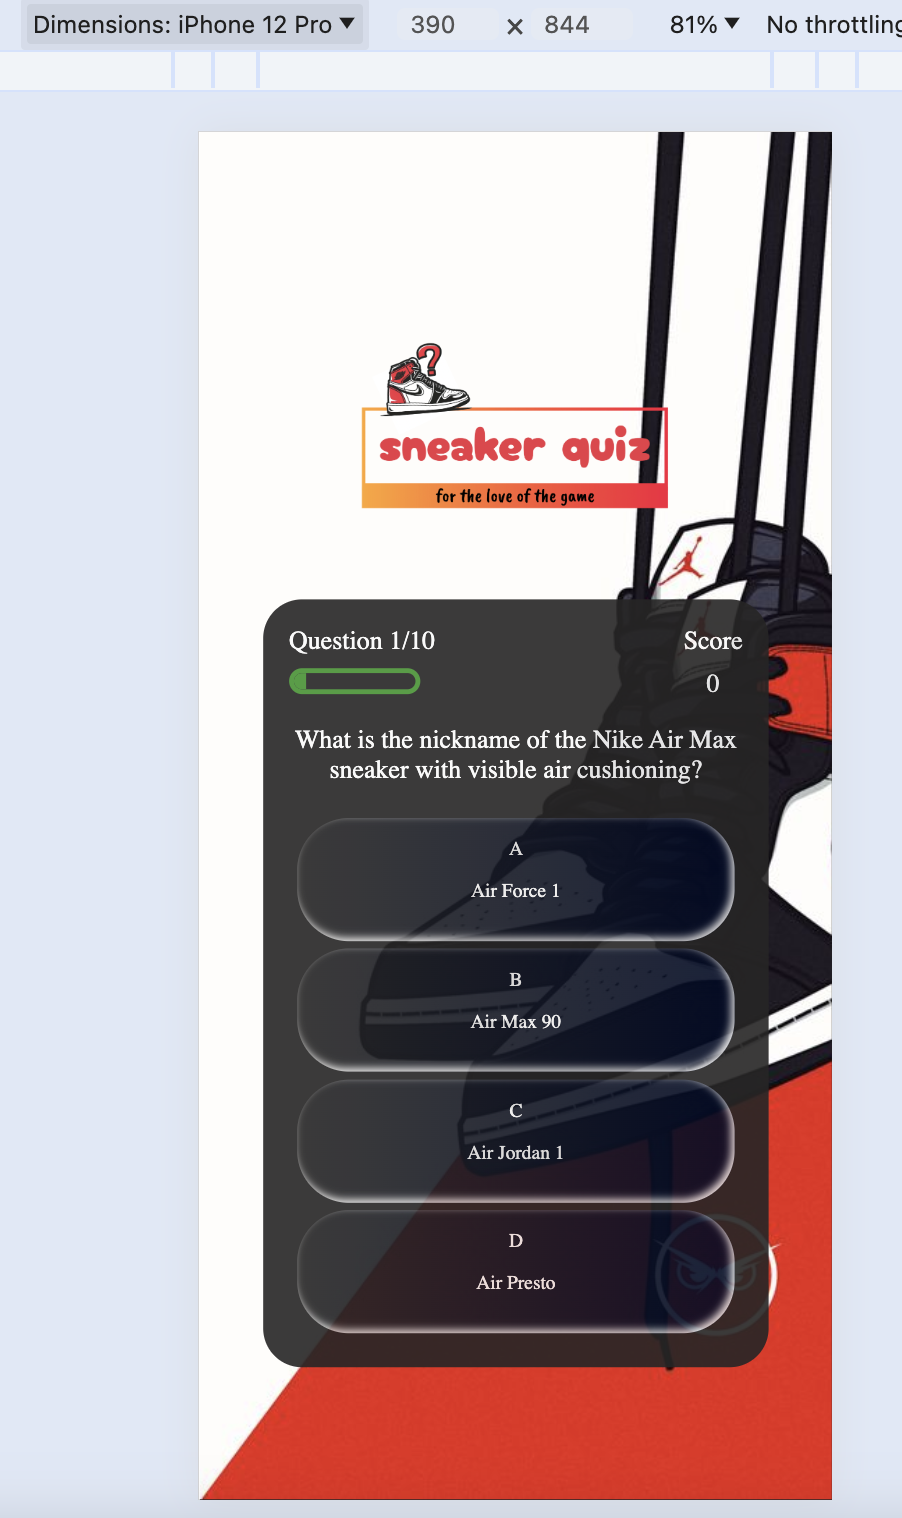 Dimensions: iPhone 12 Pro ▼ 390 × 844 81% ▼ No throttling
?
sneaker quiz
for the love of the game
Question 1/10 Score
0
What is the nickname of the Nike Air Max
sneaker with visible air cushioning?
A
Air Force 1
B
Air Max 90
C
Air Jordan 1
D
Air Presto